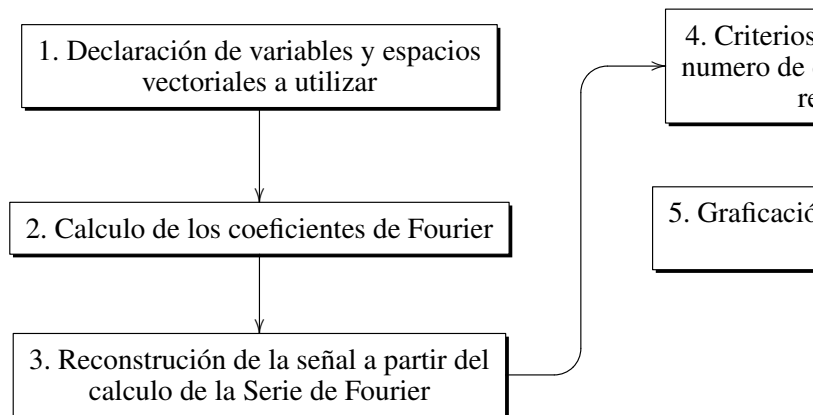 1. Declaración de variables y espacios
vectoriales a utilizar
2. Calculo de los coeficientes de Fourier
3. Reconstrución de la señal a partir del
calculo de la Serie de Fourier
4. Criterios
numero de
5. Graficació